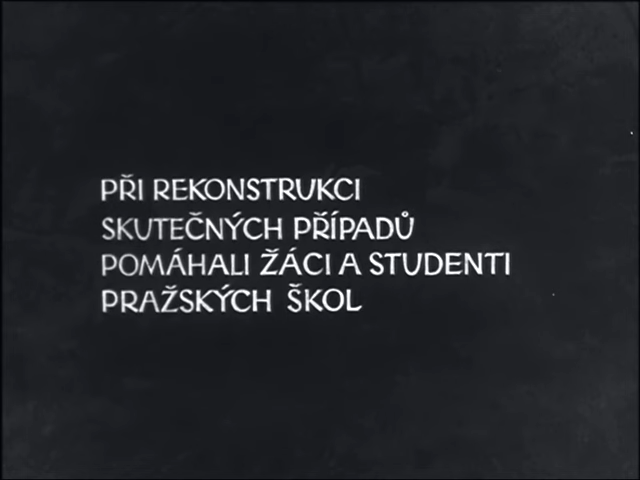 PŘI REKONSTRUKCI
SKUTEČNÝCH PŘÍPADŮ
POMÁHALI ŽÁCI A STUDENTI
PRAŽSKÝCH ŠKOL